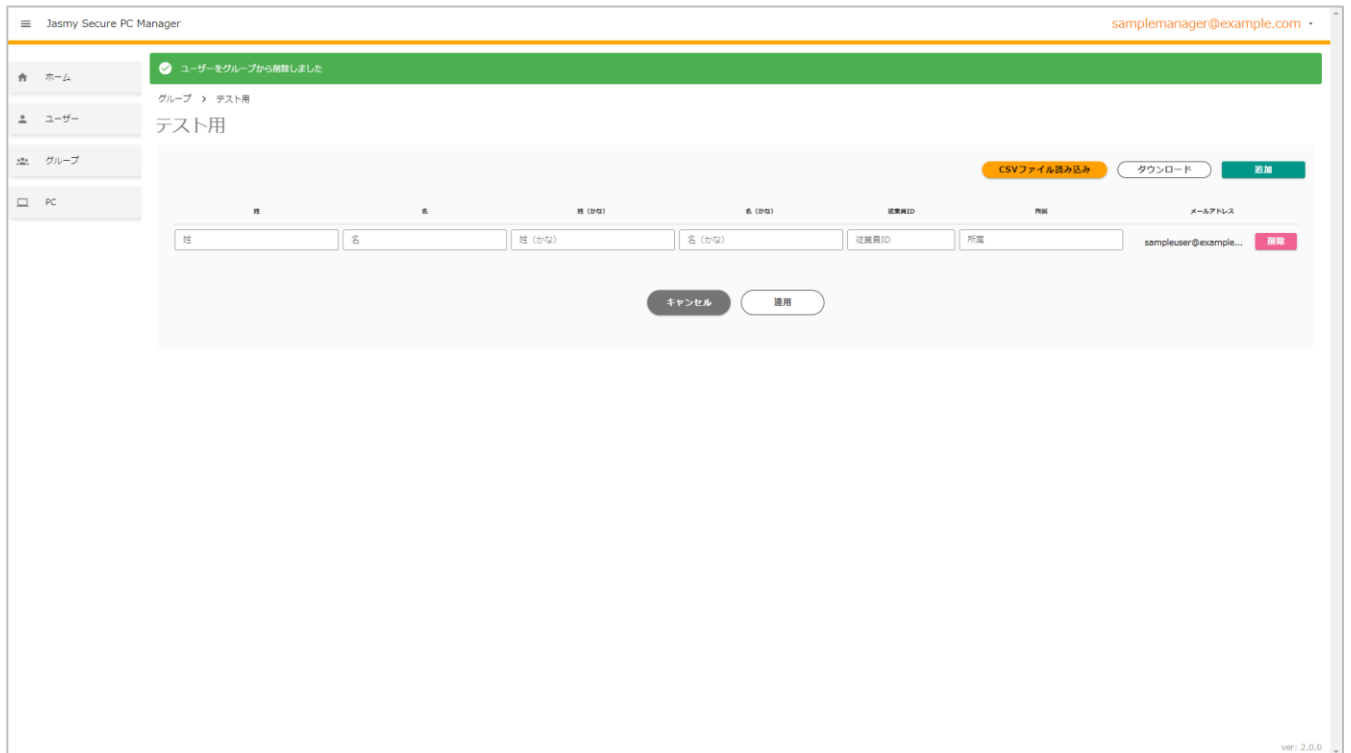 Jasmy Secure PC Manager
samplemanager@example.com
ホーム
ユーザー
グループ
PC
ユーザーをグループから削除しました
グループ > テスト用
テスト用
CSVファイル読み込み ダウンロード 追加
姓 名 姓（かな） 名（かな） 従業員ID 所属 メールアドレス
姓 名 姓（かな） 名（かな） 従業員ID 所属 sampleuser@example... 削除
キャンセル 適用
ver: 2.0.0